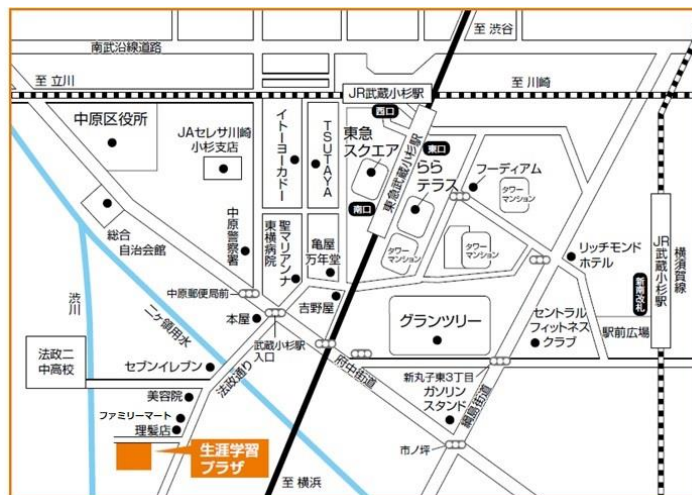 至 渋谷
南武沿線道路
至 立川
JR武蔵小杉駅
至 川崎
西口
中原区役所
JAセレサ川崎
小杉支店
イトーヨーカドー
TSUTAYA
東急
スクエア
東急武蔵小杉駅
東口
らら
テラス
フーディアム
タワー
マンション
南口
総合
自治会館
中原警察署
聖マリアンナ
東横病院
亀屋
万年堂
タワー
マンション
タワー
マンション
リッチモンド
ホテル
JR武蔵小杉駅
横須賀線
新南改札
駅前広場
渋川
二ヶ領用水
中原郵便局前
本屋
吉野屋
武蔵小杉駅
入口
グランツリー
セントラル
フィットネス
クラブ
法政二
中高校
セブンイレブン
法政通り
府中街道
新丸子東3丁目
ガソリン
スタンド
綱島街道
美容院
ファミリーマート
理髪店
生涯学習
プラザ
市ノ坪
至 横浜